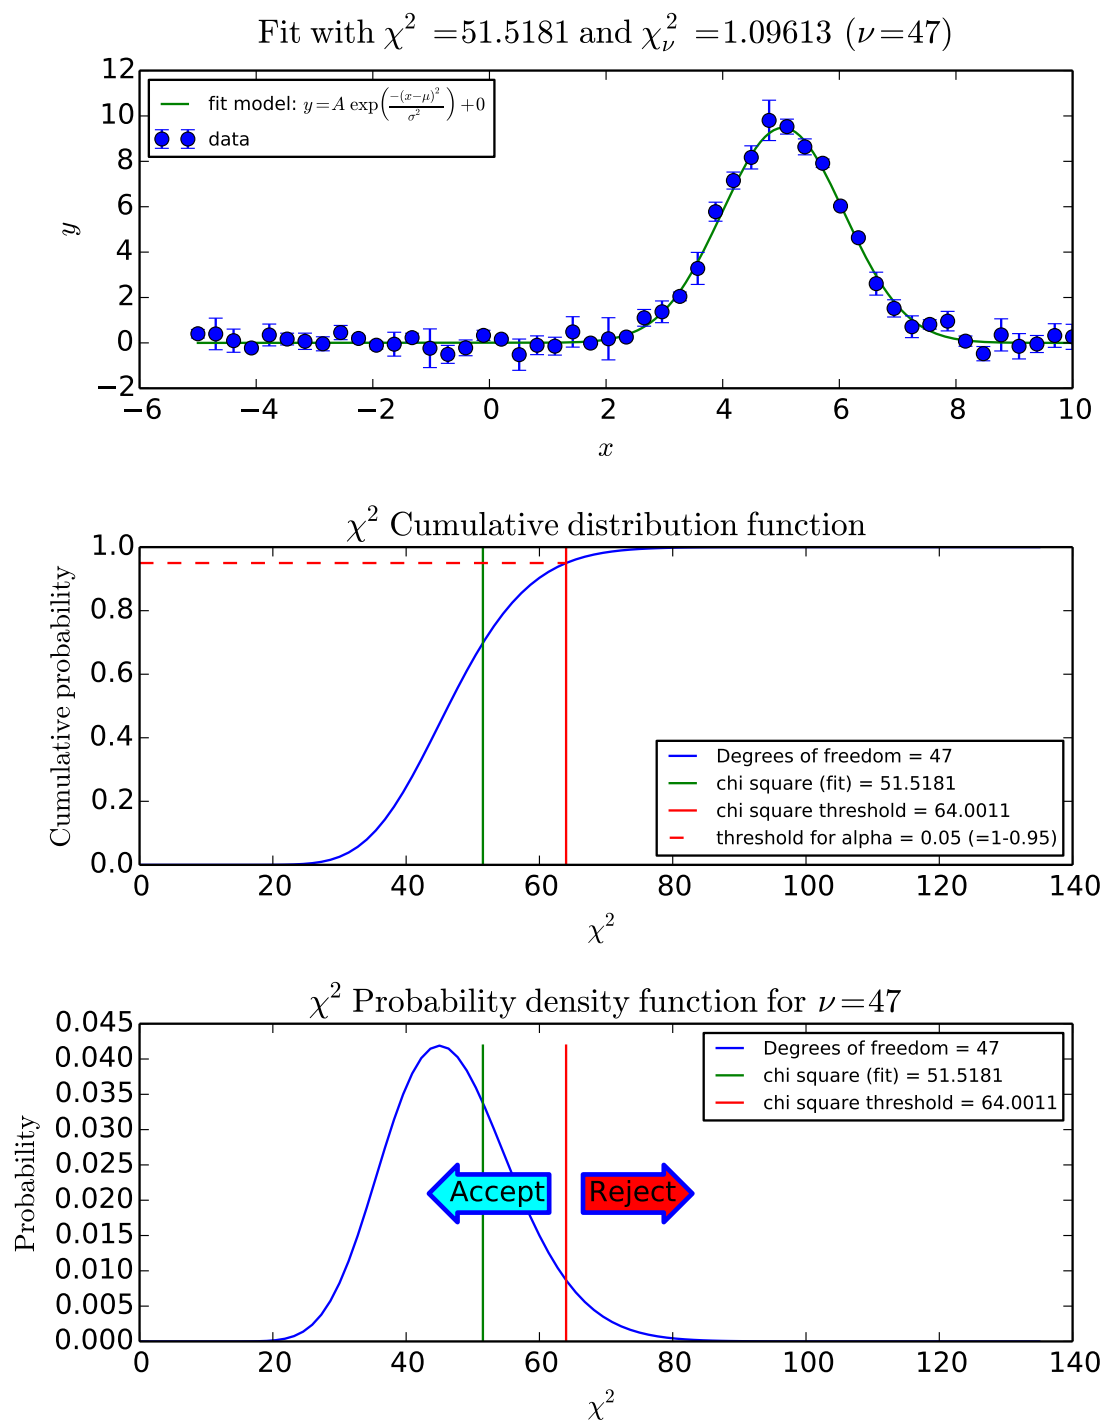 Fit with χ² =51.5181 and χᵥ² =1.09613 (ν=47)
12
10
8
6
4
2
0
−2
y
fit model: y=A exp(−(x−μ)²/σ²)+0
data
−6 −4 −2 0 2 4 6 8 10
x
χ² Cumulative distribution function
1.0
0.8
0.6
0.4
0.2
0.0
Cumulative probability
Degrees of freedom = 47
chi square (fit) = 51.5181
chi square threshold = 64.0011
threshold for alpha = 0.05 (=1-0.95)
0 20 40 60 80 100 120 140
χ²
χ² Probability density function for ν=47
0.045
0.040
0.035
0.030
0.025
0.020
0.015
0.010
0.005
0.000
Probability
Degrees of freedom = 47
chi square (fit) = 51.5181
chi square threshold = 64.0011
Accept
Reject
0 20 40 60 80 100 120 140
χ²